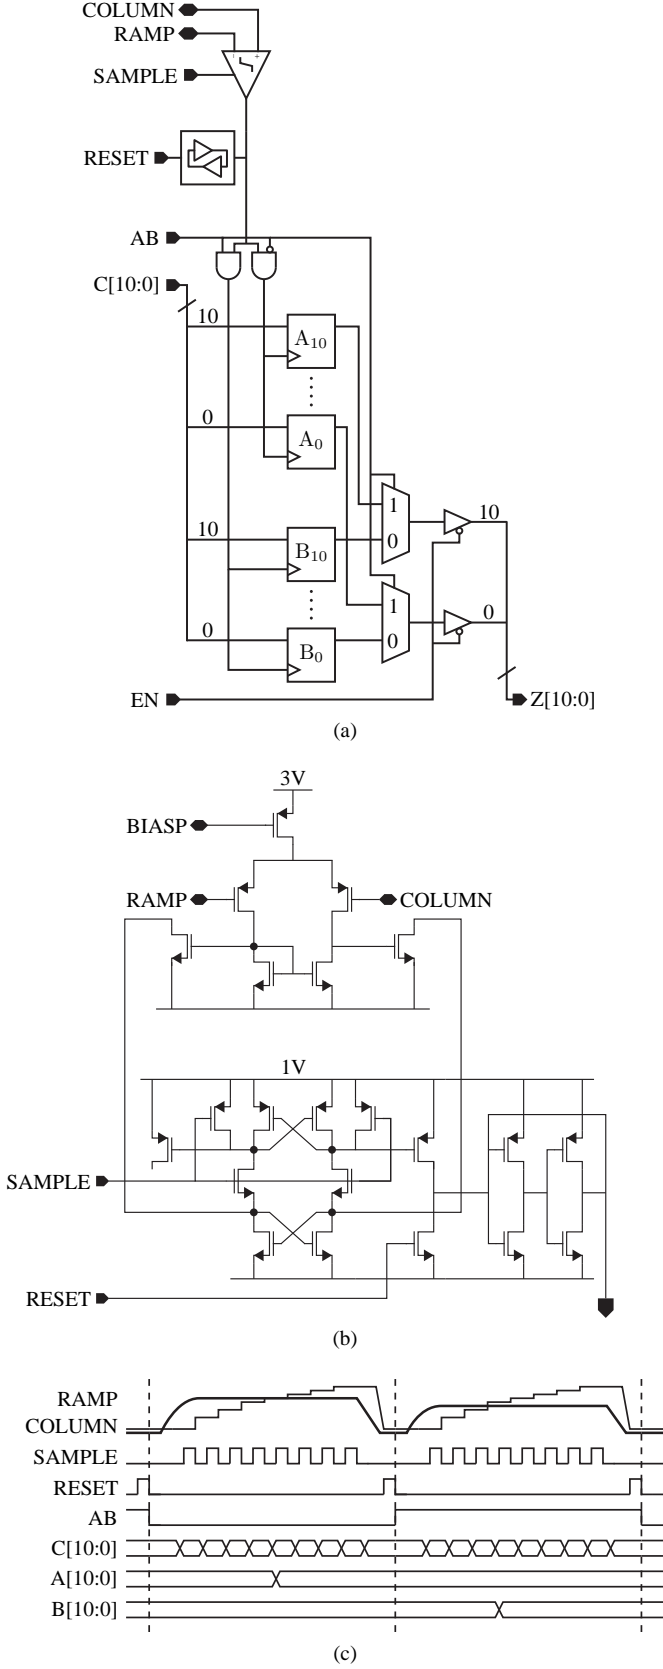 COLUMN
RAMP
- +
SAMPLE
RESET
AB
C[10:0]
10
A10
0
A0
10
B10
0
B0
1
0
10
1
0
0
EN
Z[10:0]
(a)
3V
BIASP
RAMP
COLUMN
1V
SAMPLE
RESET
(b)
RAMP
COLUMN
SAMPLE
RESET
AB
C[10:0]
A[10:0]
B[10:0]
(c)